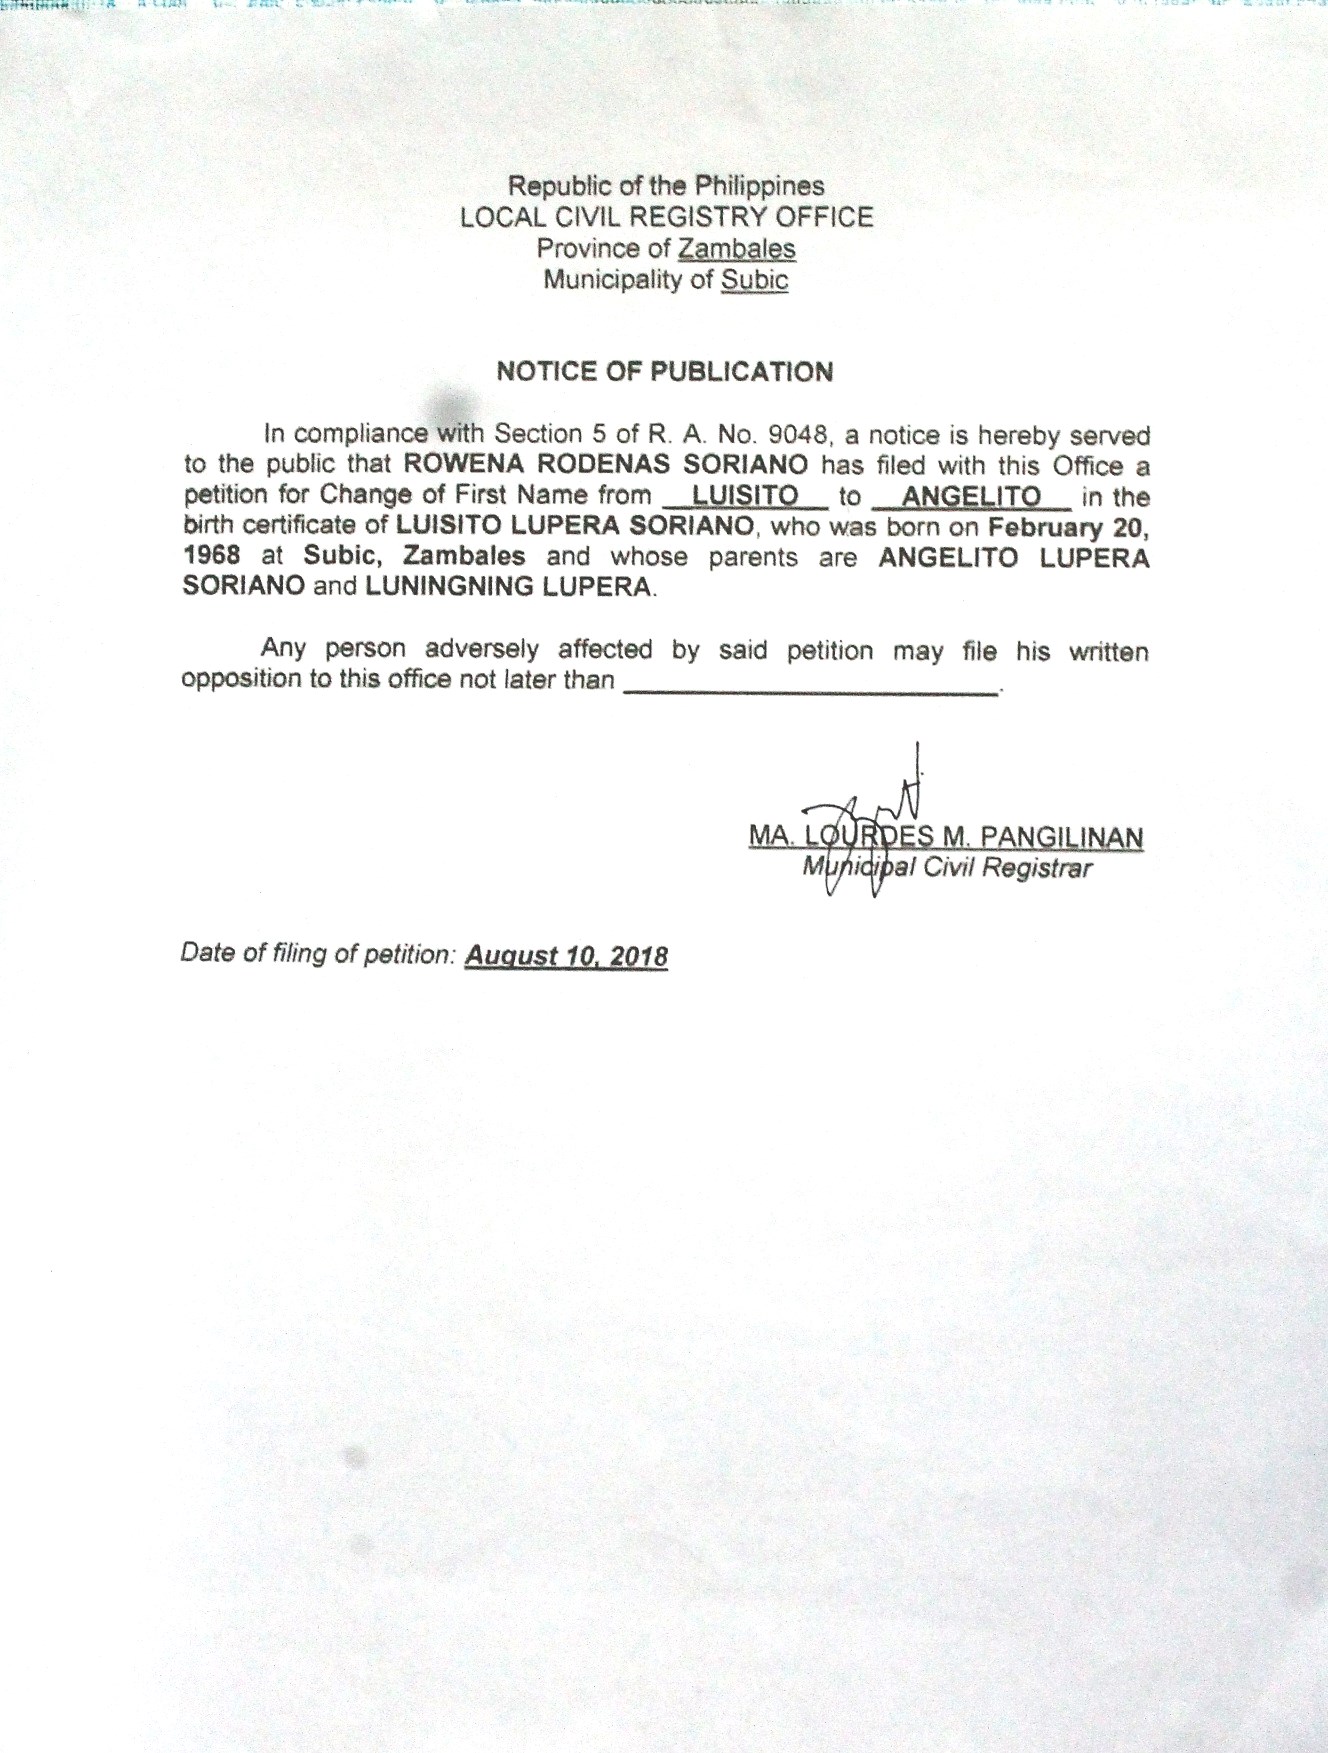 Republic of the Philippines
LOCAL CIVIL REGISTRY OFFICE
Province of Zambales
Municipality of Subic
NOTICE OF PUBLICATION
In compliance with Section 5 of R. A. No. 9048, a notice is hereby served
to the public that ROWENA RODENAS SORIANO has filed with this Office a
petition for Change of First Name from LUISITO to ANGELITO in the
birth certificate of LUISITO LUPERA SORIANO, who was born on February 20,
1968 at Subic, Zambales and whose parents are ANGELITO LUPERA
SORIANO and LUNINGNING LUPERA.
Any person adversely affected by said petition may file his written
opposition to this office not later than ____________________.
MA. LOURDES M. PANGILINAN
Municipal Civil Registrar
Date of filing of petition: August 10, 2018